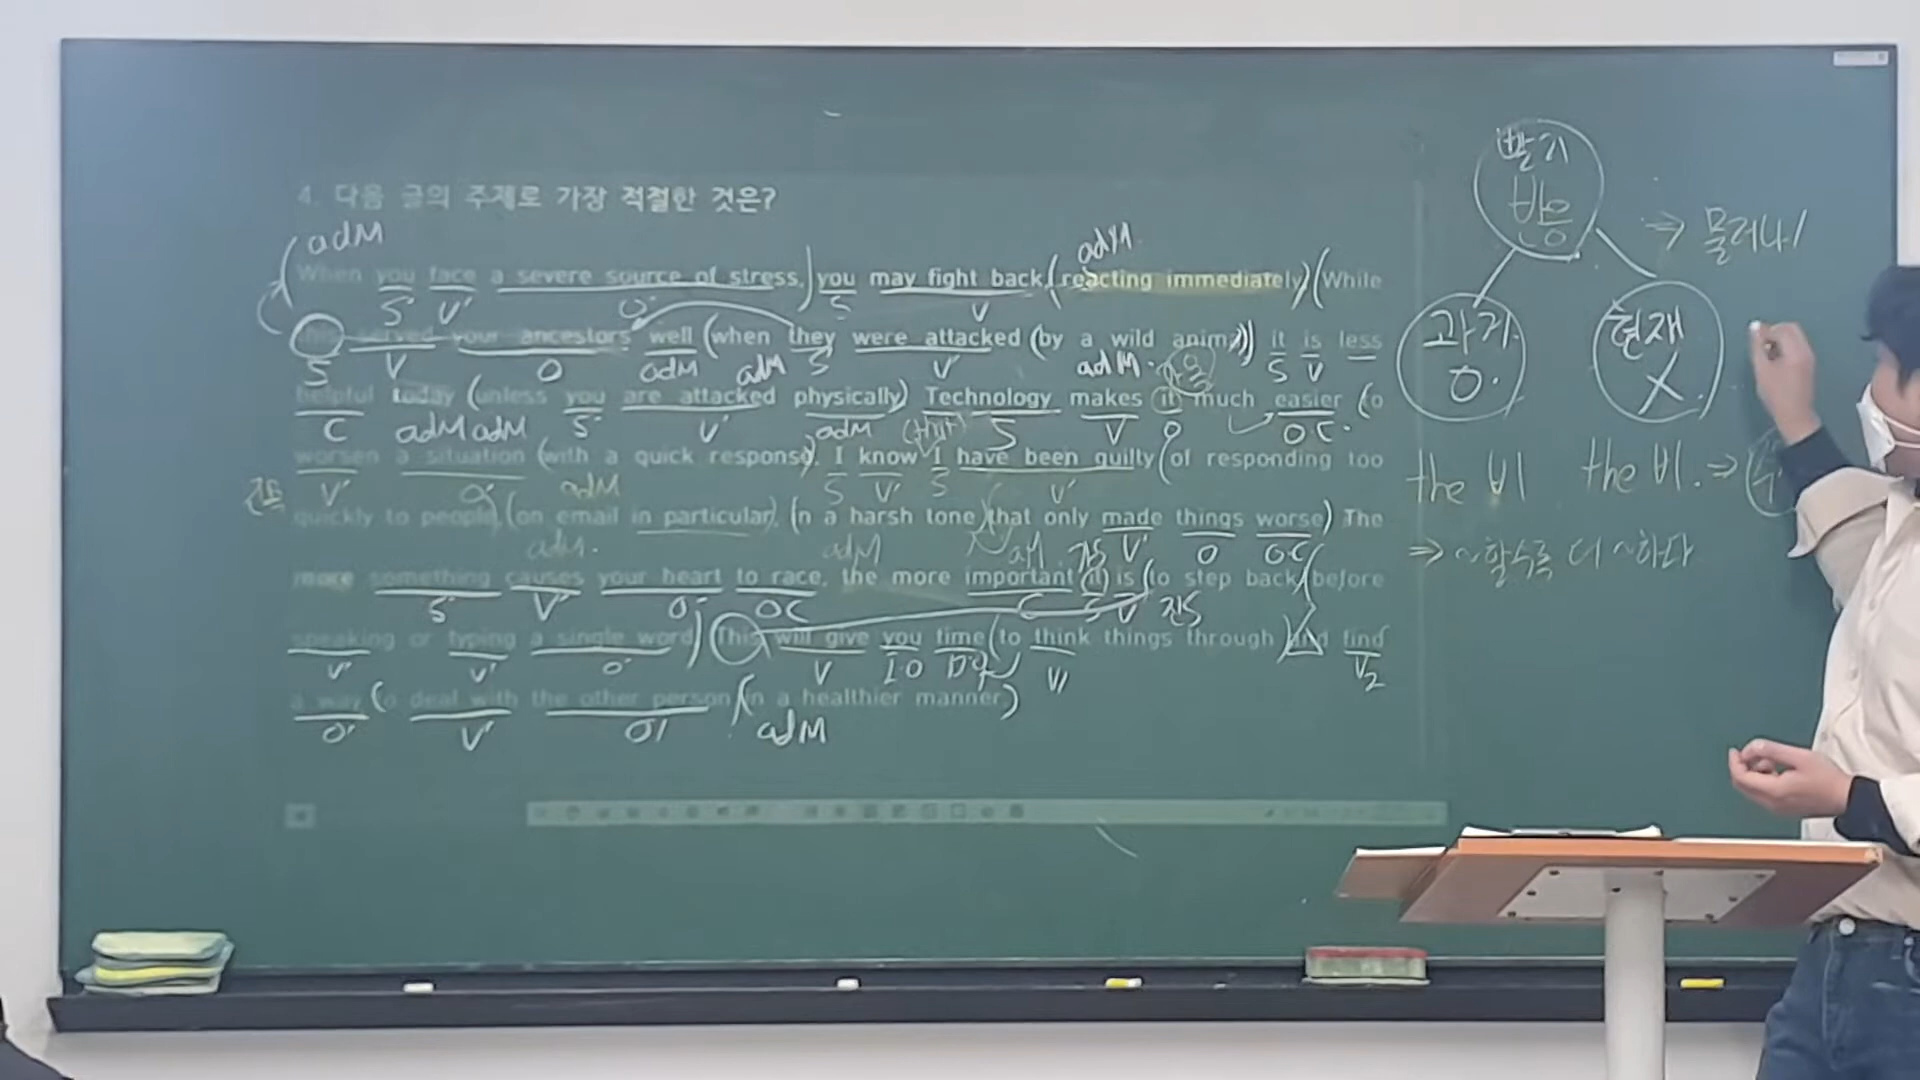 4. 다음 글의 주제로 가장 적절한 것은?
adM
adM.
When you face a severe source of stress, you may fight back, reacting immediately. While
S' V' O' S V
this served your ancestors well (when they were attacked (by a wild animal)) it is less
S V O adM adM S' V' adM. S V
helpful today (unless you are attacked physically) Technology makes it much easier (to
C adM adM S' V' adM S V O OC.
worsen a situation (with a quick response). I know I have been guilty (of responding too
V' O' adM S V' S V'
quickly to people, (on email in particular), (in a harsh tone) that only made things worse) The
adM. adM V' O' OC
more something causes your heart to race, the more important it is (to step back (before
S' V' O' OC C S V 진S
speaking or typing a single word) This will give you time (to think things through) and find
V' V' O' V I·O D·O V1 V2
a way (to deal with the other person (in a healthier manner)
O' V' O' adM
빨리
반응
⇒ 물러나
과거 O.
현재 X
the 비 the 비. ⇒
⇒ ~할수록 더 ~하다